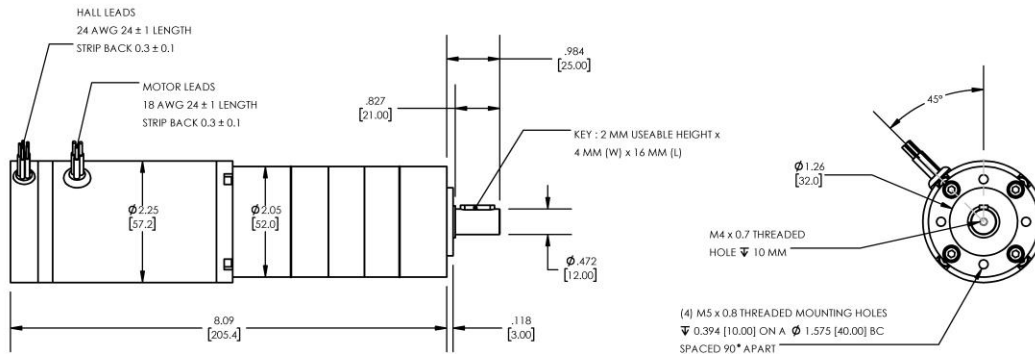 HALL LEADS
24 AWG 24 ± 1 LENGTH
STRIP BACK 0.3 ± 0.1
MOTOR LEADS
18 AWG 24 ± 1 LENGTH
STRIP BACK 0.3 ± 0.1
.984
[25.00]
.827
[21.00]
KEY : 2 MM USEABLE HEIGHT x
4 MM (W) x 16 MM (L)
Ø2.25
[57.2]
Ø2.05
[52.0]
Ø.472
[12.00]
8.09
[205.4]
.118
[3.00]
45°
Ø1.26
[32.0]
M4 x 0.7 THREADED
HOLE ↧ 10 MM
(4) M5 x 0.8 THREADED MOUNTING HOLES
↧ 0.394 [10.00] ON A Ø 1.575 [40.00] BC
SPACED 90° APART